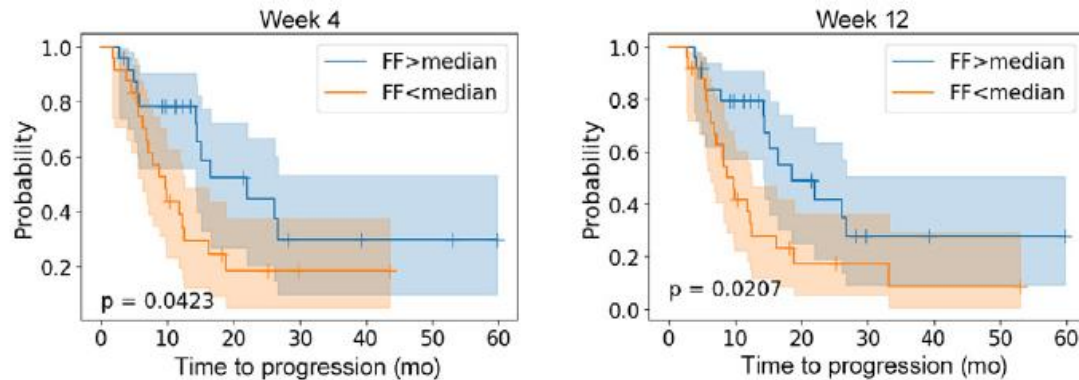 Week 4
1.0
0.8
0.6
0.4
0.2
Probability
FF>median
FF<median
p = 0.0423
0 10 20 30 40 50 60
Time to progression (mo)
Week 12
1.0
0.8
0.6
0.4
0.2
0.0
Probability
FF>median
FF<median
p = 0.0207
0 10 20 30 40 50 60
Time to progression (mo)